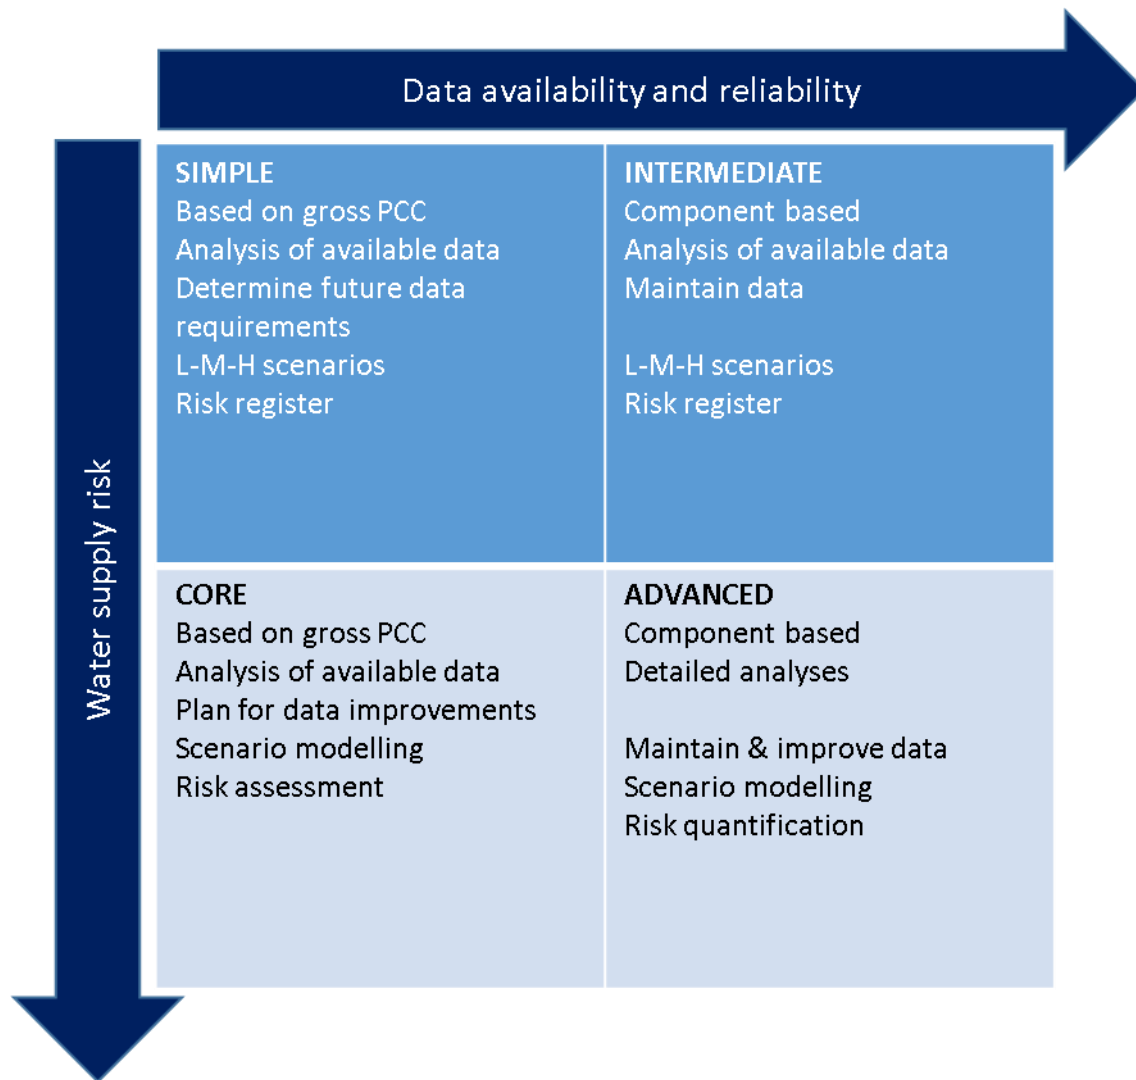 Data availability and reliability
Water supply risk
SIMPLE
Based on gross PCC
Analysis of available data
Determine future data
requirements
L-M-H scenarios
Risk register
INTERMEDIATE
Component based
Analysis of available data
Maintain data
L-M-H scenarios
Risk register
CORE
Based on gross PCC
Analysis of available data
Plan for data improvements
Scenario modelling
Risk assessment
ADVANCED
Component based
Detailed analyses
Maintain & improve data
Scenario modelling
Risk quantification